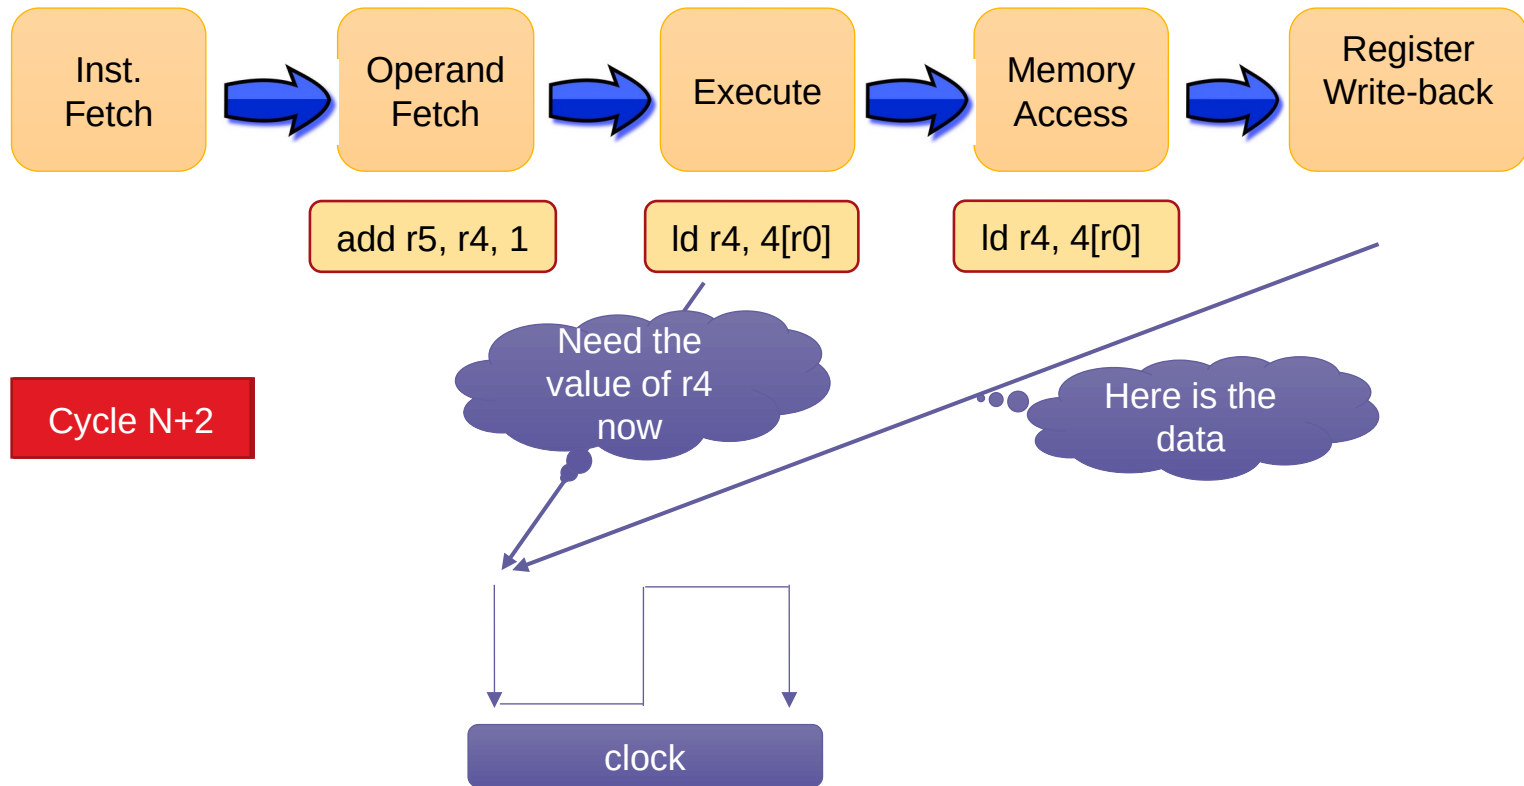 Inst.
Fetch
Operand
Fetch
Execute
Memory
Access
Register
Write-back
add r5, r4, 1
ld r4, 4[r0]
ld r4, 4[r0]
Need the
value of r4
now
Here is the
data
Cycle N+2
clock